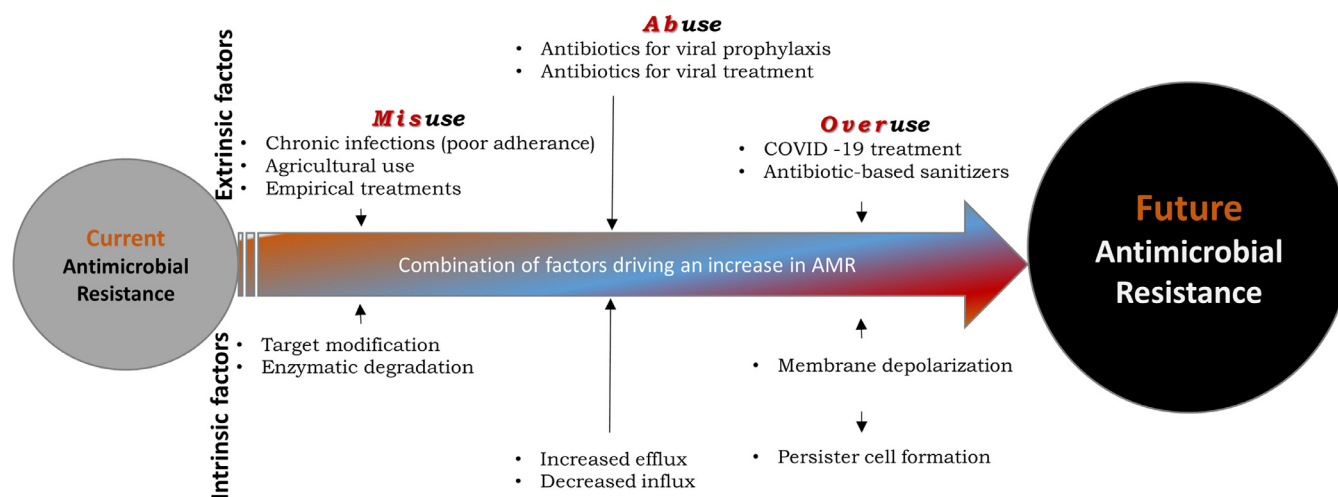 Extrinsic factors
Abuse
• Antibiotics for viral prophylaxis
• Antibiotics for viral treatment
Misuse
• Chronic infections (poor adherance)
• Agricultural use
• Empirical treatments
Overuse
• COVID -19 treatment
• Antibiotic-based sanitizers
Current
Antimicrobial
Resistance
Combination of factors driving an increase in AMR
Future
Antimicrobial
Resistance
Intrinsic factors
• Target modification
• Enzymatic degradation
• Increased efflux
• Decreased influx
• Membrane depolarization
• Persister cell formation